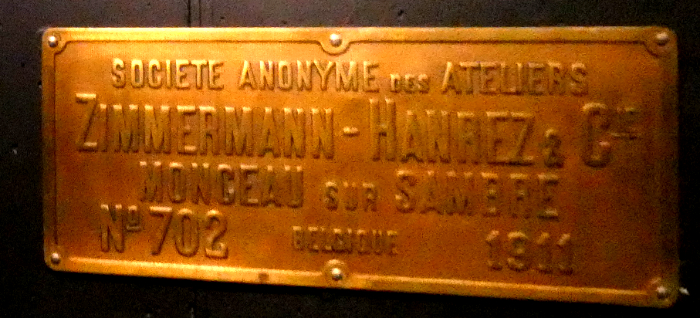 SOCIETE ANONYME DES ATELIERS
ZIMMERMANN - HANREZ & CIE
MONCEAU SUR SAMBRE
No 702 BELGIQUE 1911